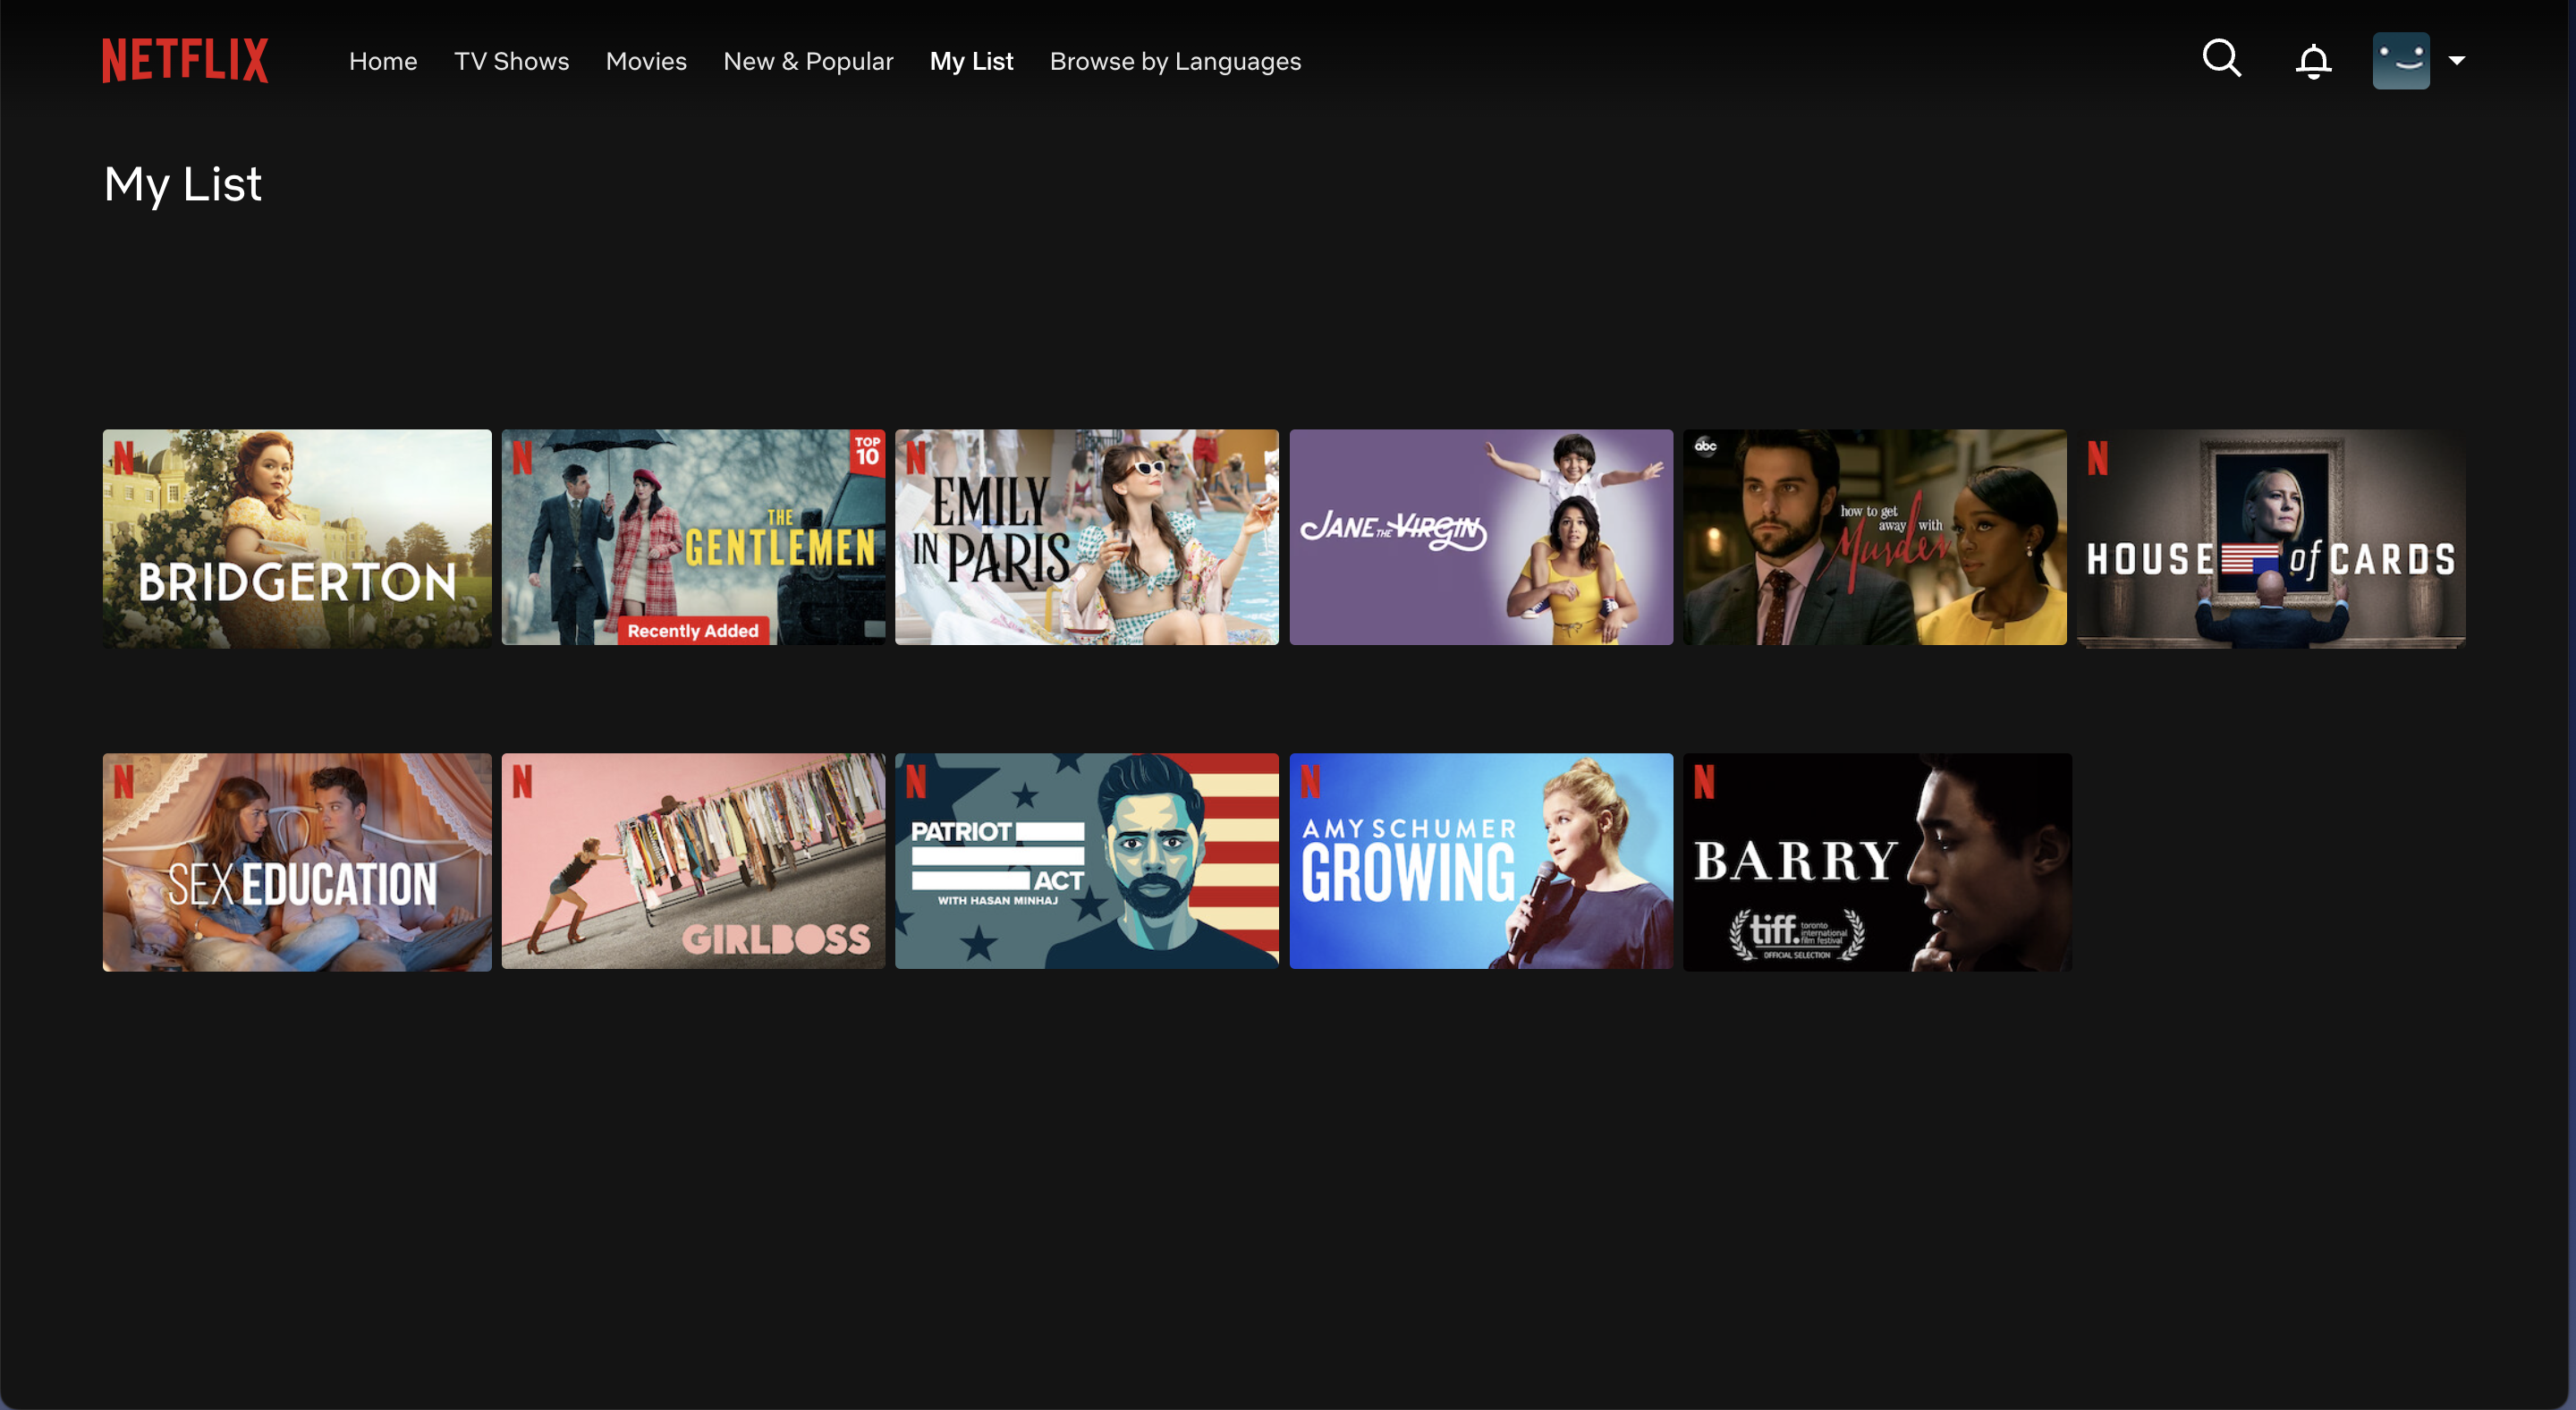 NETFLIX
Home
TV Shows
Movies
New & Popular
My List
Browse by Languages
My List
N
BRIDGERTON
N
TOP
10
THE
GENTLEMEN
Recently Added
N
EMILY
IN PARIS
JANE THE VIRGIN
abc
how to get
away with
Murder
N
HOUSE of CARDS
N
SEX EDUCATION
N
GIRLBOSS
N
PATRIOT
ACT
WITH HASAN MINHAJ
N
AMY SCHUMER
GROWING
N
BARRY
tiff.
toronto
international
film festival
OFFICIAL SELECTION